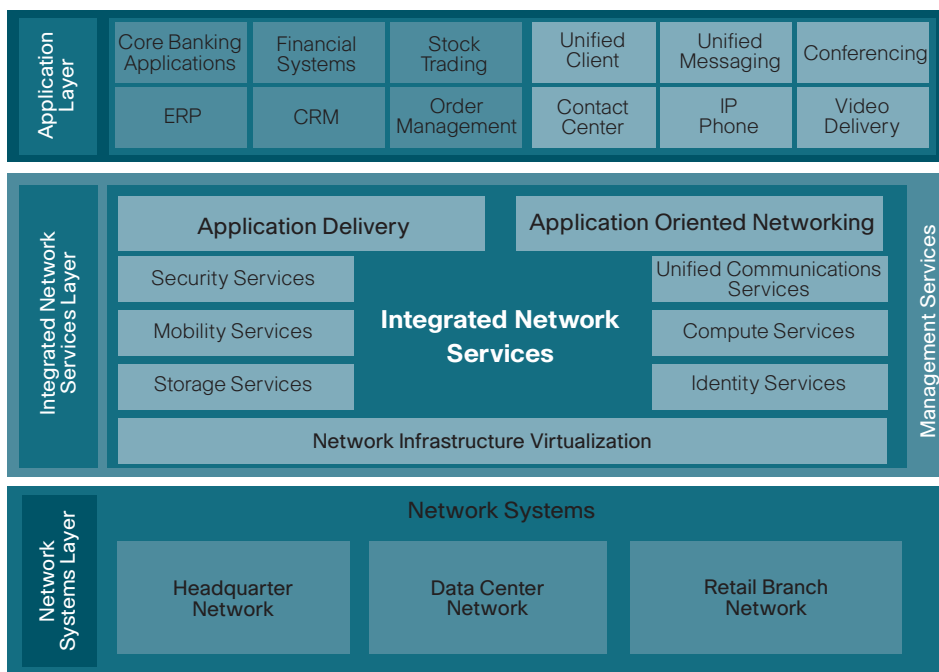 Application
Layer
Core Banking
Applications
Financial
Systems
Stock
Trading
Unified
Client
Unified
Messaging
Conferencing
ERP
CRM
Order
Management
Contact
Center
IP
Phone
Video
Delivery
Integrated Network
Services Layer
Application Delivery
Application Oriented Networking
Security Services
Mobility Services
Storage Services
Integrated Network
Services
Unified Communications
Services
Compute Services
Identity Services
Network Infrastructure Virtualization
Management Services
Network
Systems Layer
Network Systems
Headquarter
Network
Data Center
Network
Retail Branch
Network